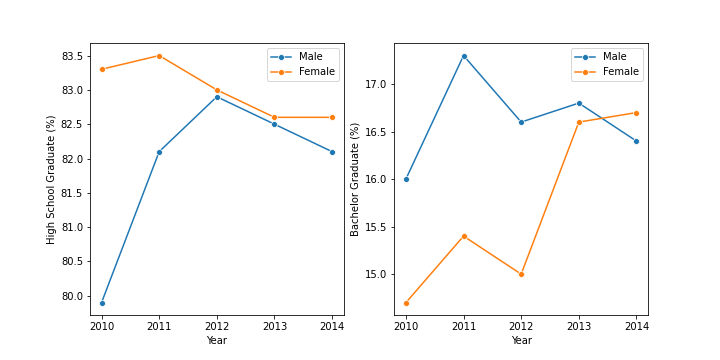 High School Graduate (%)
83.5
83.0
82.5
82.0
81.5
81.0
80.5
80.0
2010 2011 2012 2013 2014
Year
Male
Female
Bachelor Graduate (%)
17.0
16.5
16.0
15.5
15.0
2010 2011 2012 2013 2014
Year
Male
Female